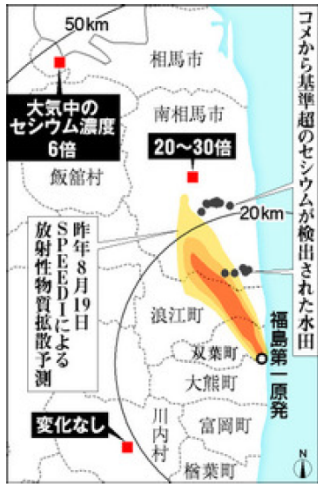 50km
コメから基準超のセシウムが検出された水田
相馬市
大気中の
セシウム濃度
6倍
南相馬市
20〜30倍
飯舘村
20km
昨年8月19日
SPEEDIによる
放射性物質拡散予測
浪江町
双葉町
福島第一原発
大熊町
変化なし
川内村
富岡町
楢葉町
N